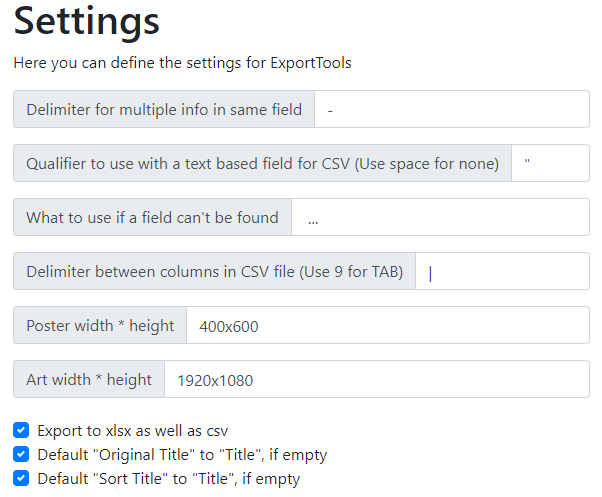 Settings
Here you can define the settings for ExportTools
Delimiter for multiple info in same field -
Qualifier to use with a text based field for CSV (Use space for none) "
What to use if a field can't be found ...
Delimiter between columns in CSV file (Use 9 for TAB) |
Poster width * height 400x600
Art width * height 1920x1080
Export to xlsx as well as csv
Default "Original Title" to "Title", if empty
Default "Sort Title" to "Title", if empty